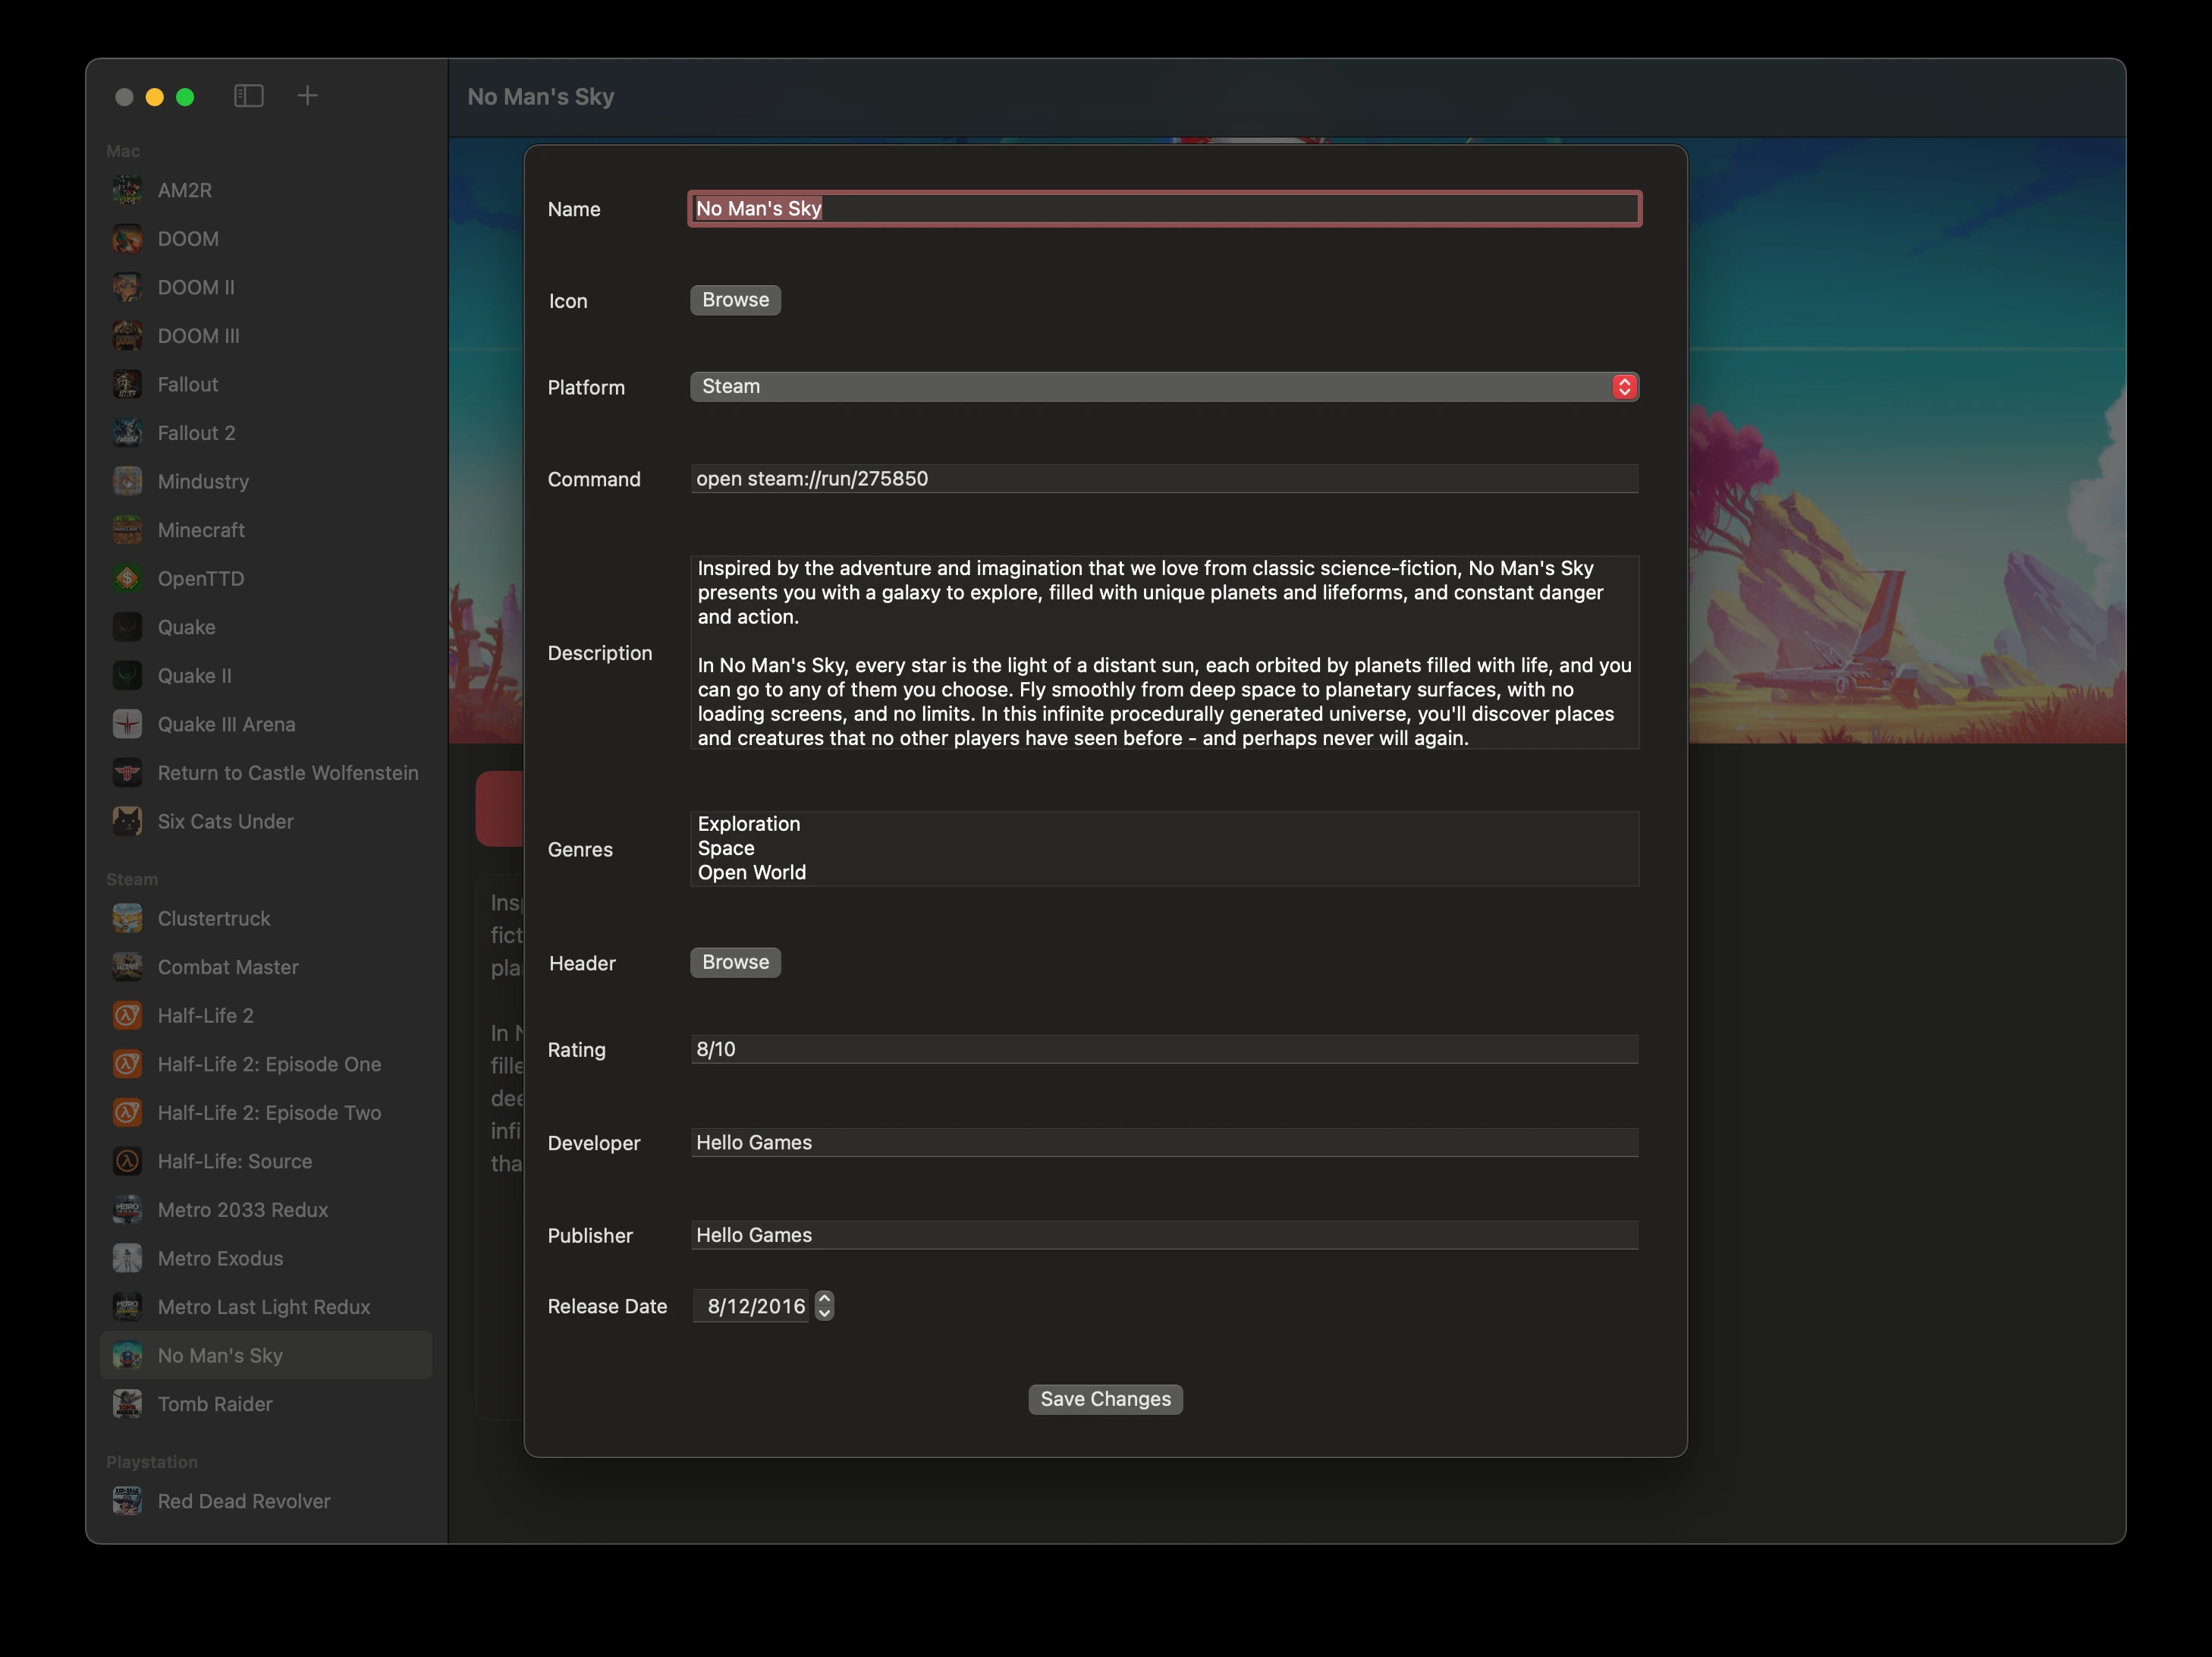 No Man's Sky
Mac
AM2R
DOOM
DOOM II
DOOM III
Fallout
Fallout 2
Mindustry
Minecraft
OpenTTD
Quake
Quake II
Quake III Arena
Return to Castle Wolfenstein
Six Cats Under
Steam
Clustertruck
Combat Master
Half-Life 2
Half-Life 2: Episode One
Half-Life 2: Episode Two
Half-Life: Source
Metro 2033 Redux
Metro Exodus
Metro Last Light Redux
No Man's Sky
Tomb Raider
Playstation
Red Dead Revolver
Name
No Man's Sky
Icon
Browse
Platform
Steam
Command
open steam://run/275850
Description
Inspired by the adventure and imagination that we love from classic science-fiction, No Man's Sky
presents you with a galaxy to explore, filled with unique planets and lifeforms, and constant danger
and action.
In No Man's Sky, every star is the light of a distant sun, each orbited by planets filled with life, and you
can go to any of them you choose. Fly smoothly from deep space to planetary surfaces, with no
loading screens, and no limits. In this infinite procedurally generated universe, you'll discover places
and creatures that no other players have seen before - and perhaps never will again.
Genres
Exploration
Space
Open World
Header
Browse
Rating
8/10
Developer
Hello Games
Publisher
Hello Games
Release Date
8/12/2016
Save Changes